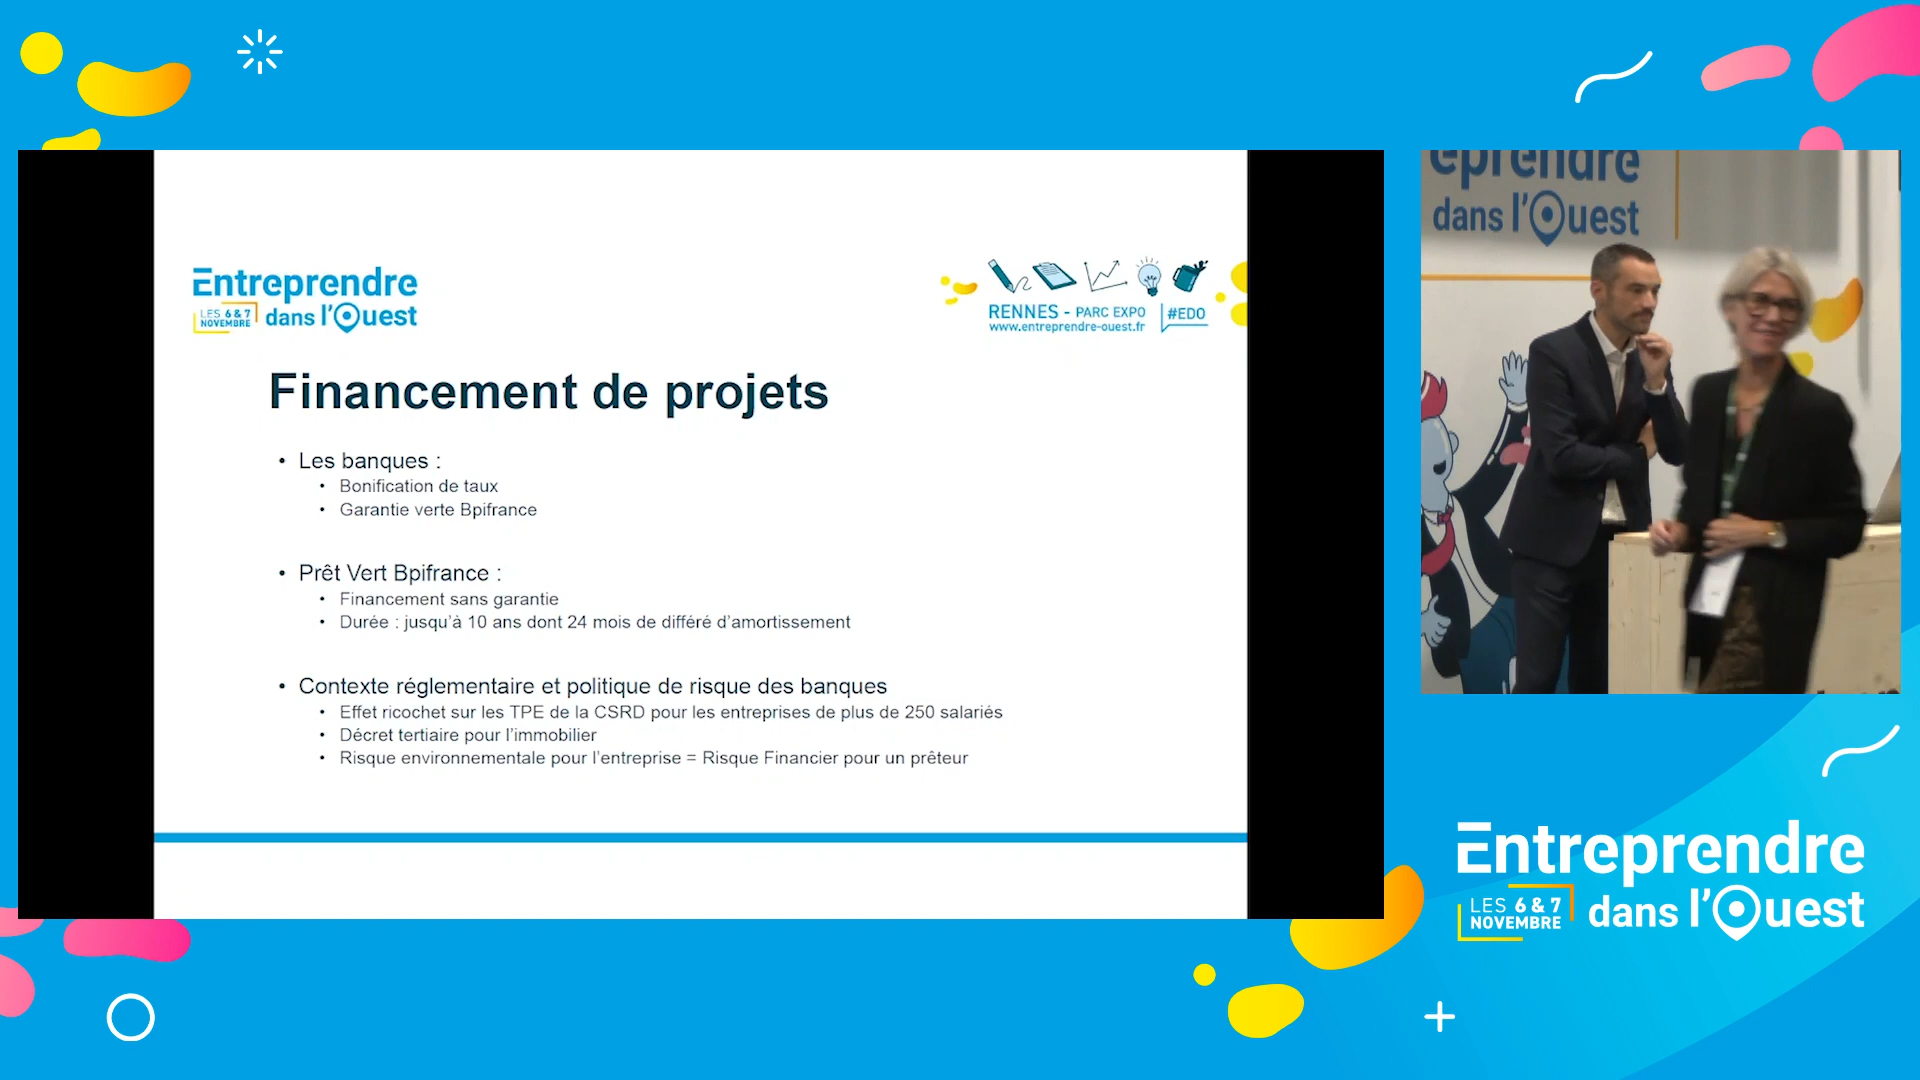 Entreprendre
LES 6 & 7
NOVEMBRE
dans l'Ouest
RENNES - PARC EXPO
www.entreprendre-ouest.fr
#EDO
Financement de projets
• Les banques :
• Bonification de taux
• Garantie verte Bpifrance
• Prêt Vert Bpifrance :
• Financement sans garantie
• Durée : jusqu'à 10 ans dont 24 mois de différé d'amortissement
• Contexte réglementaire et politique de risque des banques
• Effet ricochet sur les TPE de la CSRD pour les entreprises de plus de 250 salariés
• Décret tertiaire pour l'immobilier
• Risque environnementale pour l'entreprise = Risque Financier pour un prêteur
eprendre
dans l'Ouest
Entreprendre
LES 6 & 7
NOVEMBRE
dans l'Ouest